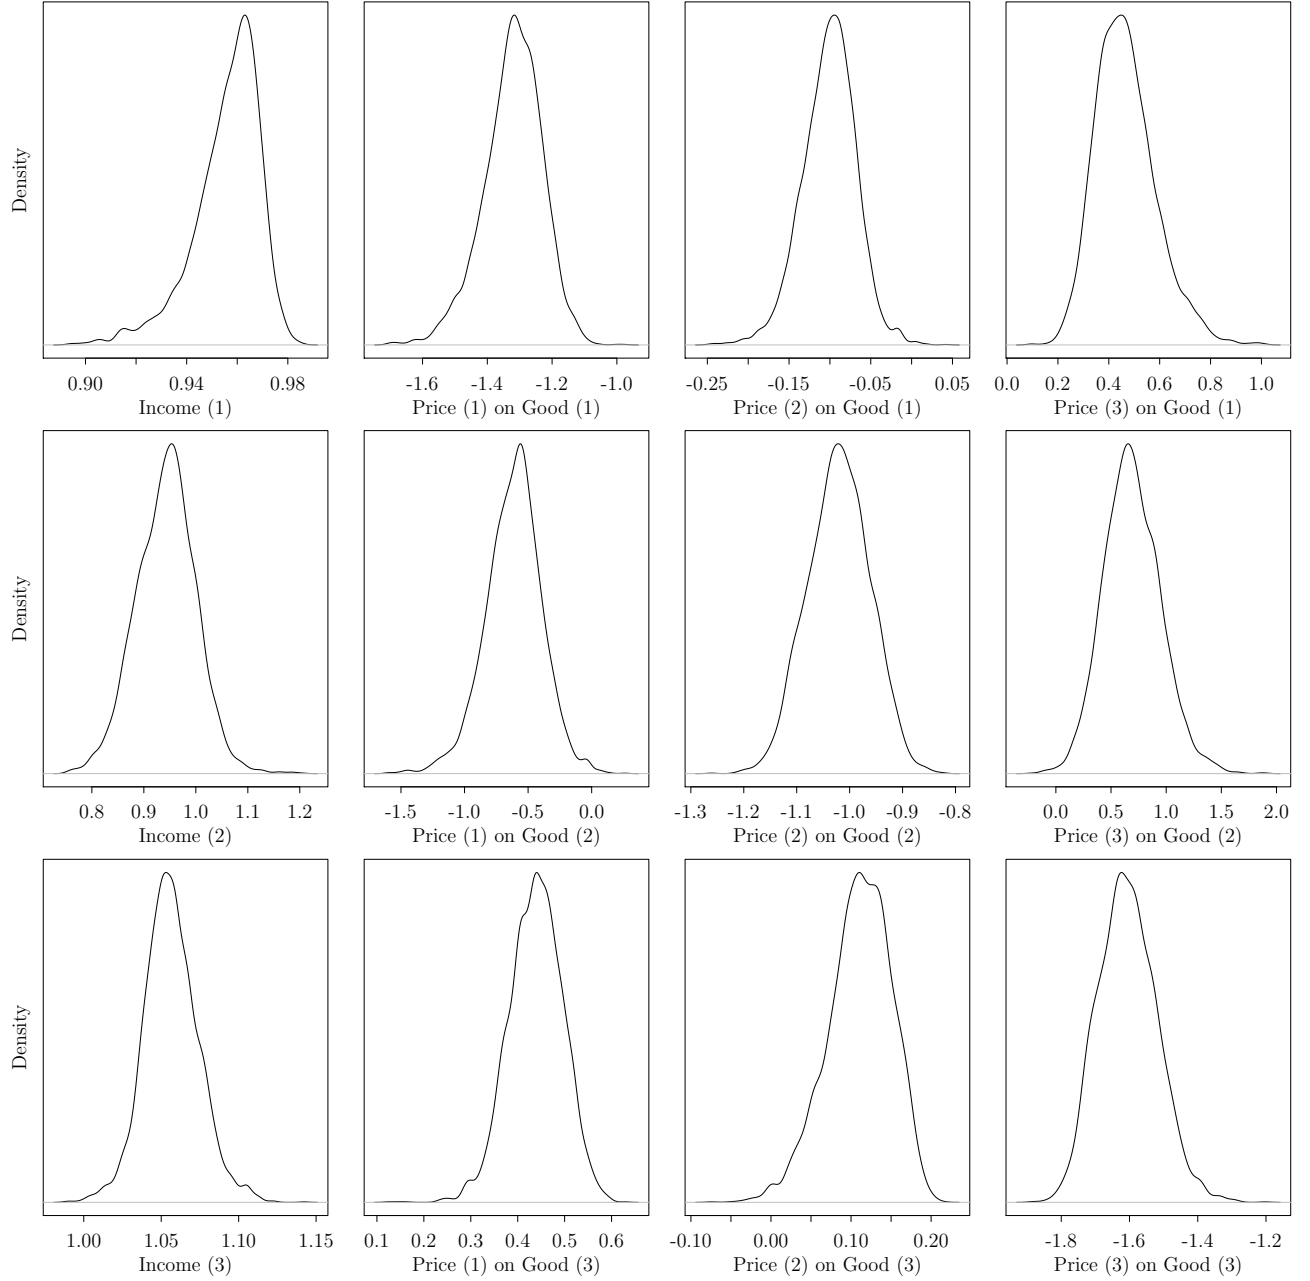 Density
0.90 0.94 0.98
Income (1)
-1.6 -1.4 -1.2 -1.0
Price (1) on Good (1)
-0.25 -0.15 -0.05 0.05
Price (2) on Good (1)
0.0 0.2 0.4 0.6 0.8 1.0
Price (3) on Good (1)
Density
0.8 0.9 1.0 1.1 1.2
Income (2)
-1.5 -1.0 -0.5 0.0
Price (1) on Good (2)
-1.3 -1.2 -1.1 -1.0 -0.9 -0.8
Price (2) on Good (2)
0.0 0.5 1.0 1.5 2.0
Price (3) on Good (2)
Density
1.00 1.05 1.10 1.15
Income (3)
0.1 0.2 0.3 0.4 0.5 0.6
Price (1) on Good (3)
-0.10 0.00 0.10 0.20
Price (2) on Good (3)
-1.8 -1.6 -1.4 -1.2
Price (3) on Good (3)